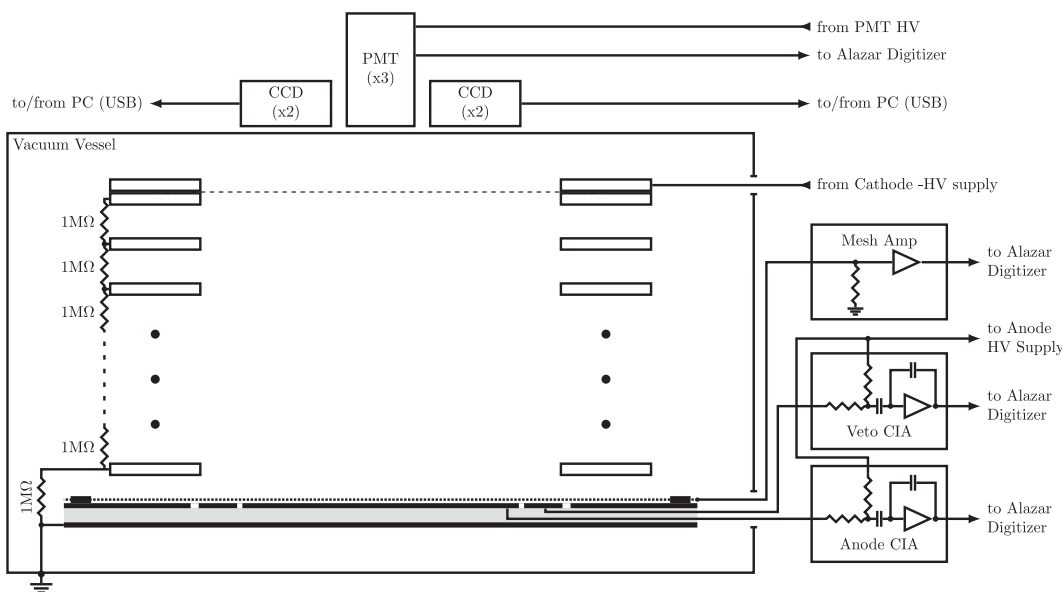 from PMT HV
PMT
(x3)
to Alazar Digitizer
CCD
(x2)
CCD
(x2)
to/from PC (USB)
to/from PC (USB)
Vacuum Vessel
from Cathode -HV supply
1MΩ
Mesh Amp
to Alazar
Digitizer
1MΩ
1MΩ
to Anode
HV Supply
to Alazar
Digitizer
Veto CIA
1MΩ
1MΩ
to Alazar
Digitizer
Anode CIA